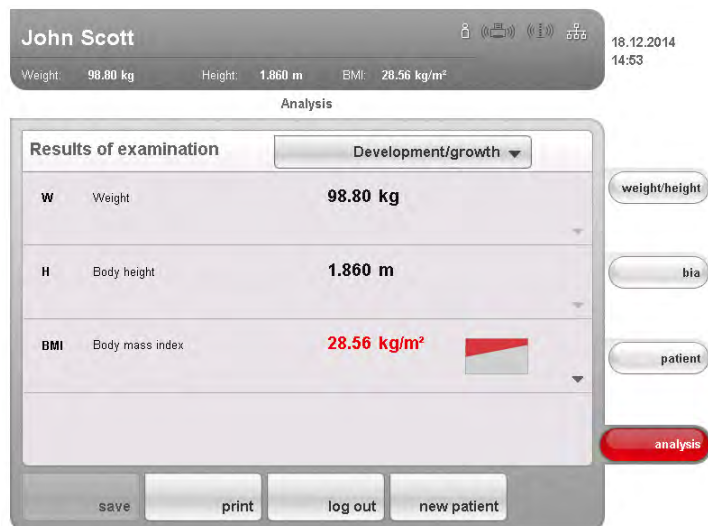 John Scott
Weight: 98.80 kg Height: 1.860 m BMI: 28.56 kg/m²
18.12.2014
14:53
Analysis
Results of examination Development/growth
W Weight 98.80 kg
H Body height 1.860 m
BMI Body mass index 28.56 kg/m²
weight/height
bia
patient
analysis
save print log out new patient